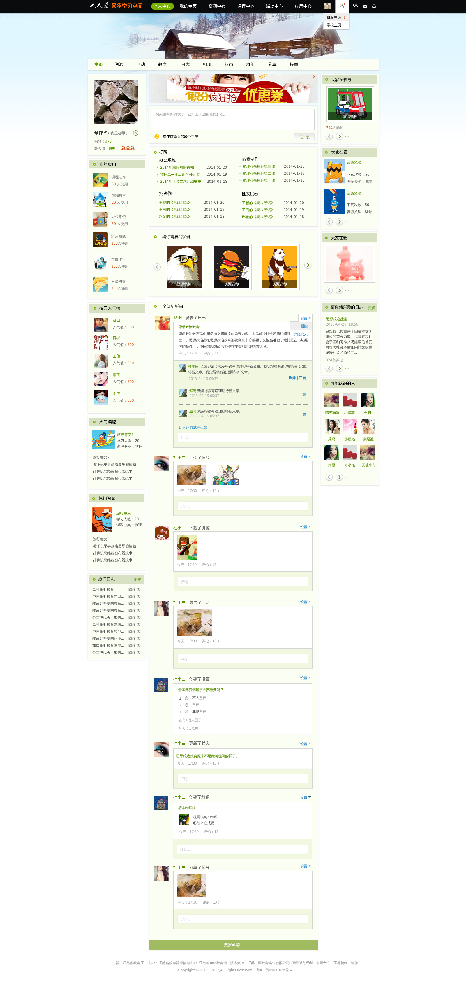 人人通 网络学习空间 个人中心 我的主页 资源中心 课程中心 活动中心 应用中心
班级主页 1
学校主页
主页 资源 活动 教学 日志 相册 状态 群组 分享 投票
董建华 ( 我是老师 ) 改
积分：370
经验值：880
我的应用
课程制作
50 人使用
在线教学
20 人使用
办公系统
50 人使用
组织测试
100人使用
布置作业
100人使用
网络阅卷
100人使用
校园人气榜
赵四
人气值：500
薛城
人气值：500
王俊
人气值：500
李飞
人气值：500
奇虎
人气值：500
热门课程
旅行意义1
学习人数：20
课程分类：物理
旅行意义2
毛泽东军事战略思想的精髓
计算机网络综合布线技术
计算机网络综合布线技术
热门资源
旅行意义1
学习人数：20
课程分类：物理
旅行意义2
毛泽东军事战略思想的精髓
计算机网络综合布线技术
计算机网络综合布线技术
热门日志 更多
高等职业教育 阅读 (0)
中国职业教育向以... 阅读 (0)
教育经费要向教育... 阅读 (0)
教育经费要向教育... 阅读 (0)
荣兰祥代表：加快... 阅读 (0)
高等职业教育需增... 阅读 (0)
中国职业教育转型... 阅读 (0)
教育经费要向职业... 阅读 (0)
加快职业教育发展... 阅读 (0)
荣兰祥代表：加快... 阅读 (0)
每小时1000张优惠券 仅限3天
积分疯狂抢 优惠券
快来更新你的状态，让好友知道你在做什么。
您还可输入200个字符 发 表
提醒
办公系统
2014年寒假放假通知 2014-01-20
物理高一年级组召开会议 2014-01-19
2014年年会文艺活动安排 2014-01-18
教案制作
物理守衡原理第三课 2014-01-20
物理守衡原理第二课 2014-01-19
物理守衡原理第一课 2014-01-18
批改作业
王毅的《基础训练》 2014-01-20
王言的《基础训练》 2014-01-19
赵金的《基础训练》 2014-01-18
批改试卷
王毅的《期末考试》 2014-01-20
王言的《期末考试》 2014-01-19
赵金的《期末考试》 2014-01-18
猜你需要的资源
资源名称 资源名称 资源名称
全部新鲜事
杨阳 发表了日志 设置
删除
屏蔽此人
思想政治教育
思想政治教育是中国精神文明建设的首要内容，也是解决社会矛盾和问题
之一。思想政治高校思想政治教育论教育既十分重要，又相当难做，尤其是在市场经
济的条件下，中国的思想政治工作存在着相对疲软的状况...
今天：17:30 评论 ( 13 )
杜小白 回复赵清：我觉得很有道理期待新文章。我觉得很有道理期待新文章。
待新文章。我觉得很有道理期待新文章。
2013-04-19 05:37 删除 | 回复
赵清 我觉得很有道理期待新文章。
2013-04-19 05:37 回复
赵清 我觉得很有道理期待新文章。
2013-04-19 05:37 回复
后面还有10条回复
评论...
杜小白 上传了照片 设置
今天：17:30 评论 ( 13 )
评论...
杜小白 下载了资源 设置
今天：17:30 评论 ( 13 )
评论...
杜小白 参与了活动 设置
今天：17:30 评论 ( 13 )
评论...
杜小白 创建了投票 设置
全国年度钢笔字大赛重要吗？
1 不太重要
2 重要
3 非常重要
还有1项未显示
今天：17:30
杜小白 更新了状态 设置
思想政治教育原来不是我所理解的样子。
今天：17:30 评论 ( 13 )
评论...
杜小白 创建了群组 设置
初中物理组
所属分类：物理
现有 2 名成员
今天：17:30 评论 ( 13 )
评论...
杜小白 分享了照片 设置
今天：17:30 评论 ( 13 )
评论...
更多动态
大家在参与
活动名称
374人参加
大家在看
资源名称
下载次数：50
资源类型：试卷
资源名称
下载次数：50
资源类型：试卷
大家在教
ENJOY
BODY
猜你感兴趣的日志 更多
思想政治建设
2013-04-23 18:56
思想政治教育是中国精神文明
建设论教育的首要
内容，也是解决社
会矛盾和问神文明建设的首要
内容决社会矛盾和问神文明建
设决社会矛盾和问...
374条评论
可能认识的人
晴天猫咪 小糖糖 夕阳
艾玛 小屁孩 我是谁
尚夏 笨小孩 天使小鸟
主管：江苏省教育厅 主办：江苏省教育管理信息中心 江苏省电化教育馆 技术支持：江苏三源教育实业有限公司 保留所有权利，未经允许，不得复制、镜像
Copyright @2010 - 2012,All Rights Reserved 苏ICP备09031036号-4